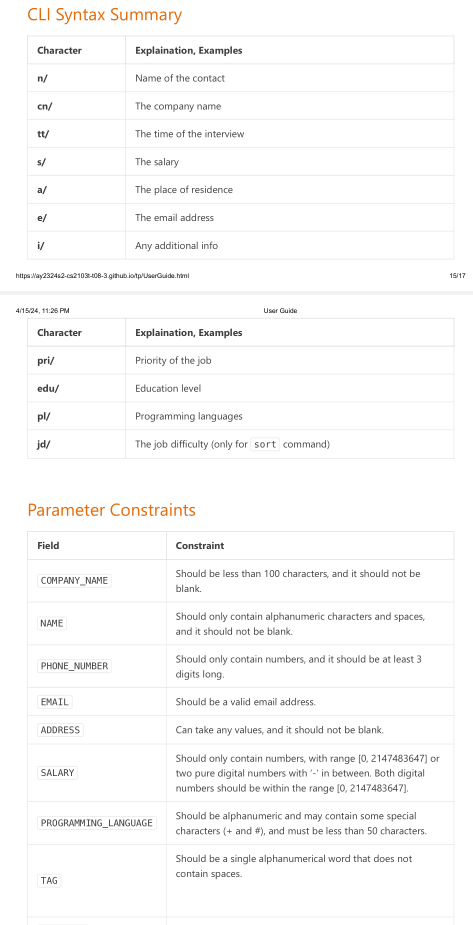 CLI Syntax Summary
Character Explaination, Examples
n/ Name of the contact
cn/ The company name
tt/ The time of the interview
s/ The salary
a/ The place of residence
e/ The email address
i/ Any additional info
https://ay2324s2-cs2103t-t08-3.github.io/tp/UserGuide.html 15/17
4/15/24, 11:26 PM User Guide
Character Explaination, Examples
pri/ Priority of the job
edu/ Education level
pl/ Programming languages
jd/ The job difficulty (only for sort command)
Parameter Constraints
Field Constraint
COMPANY_NAME Should be less than 100 characters, and it should not be
blank.
NAME Should only contain alphanumeric characters and spaces,
and it should not be blank.
PHONE_NUMBER Should only contain numbers, and it should be at least 3
digits long.
EMAIL Should be a valid email address.
ADDRESS Can take any values, and it should not be blank.
SALARY Should only contain numbers, with range [0, 2147483647] or
two pure digital numbers with '-' in between. Both digital
numbers should be within the range [0, 2147483647].
PROGRAMMING_LANGUAGE Should be alphanumeric and may contain some special
characters (+ and #), and must be less than 50 characters.
TAG Should be a single alphanumerical word that does not
contain spaces.